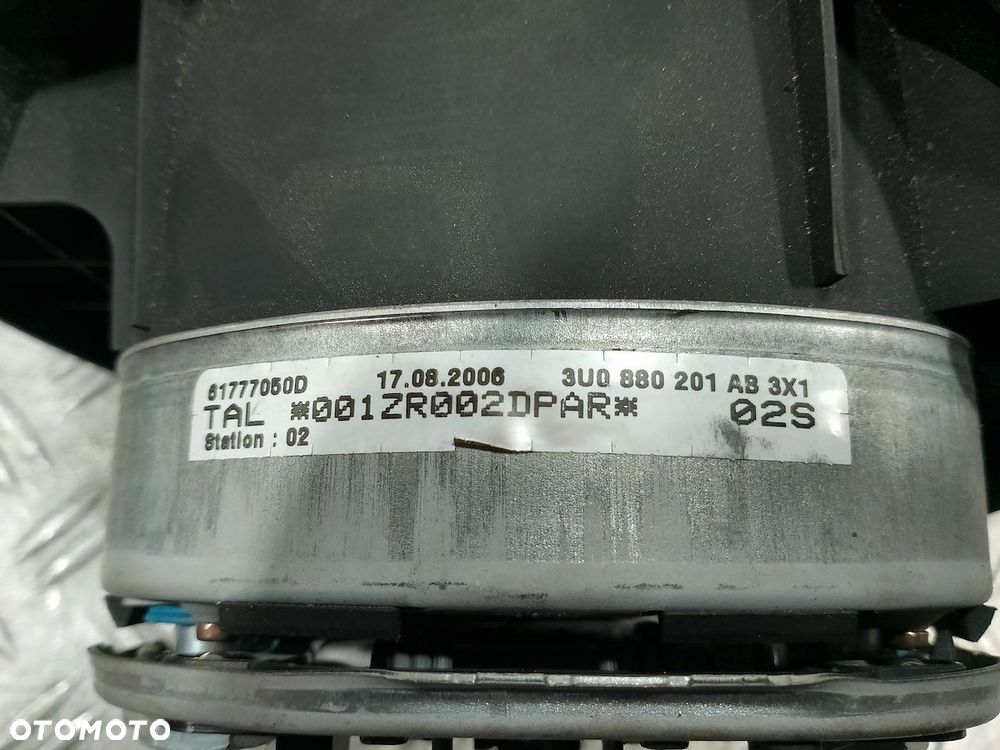 61777050D 17.08.2006 3U0 880 201 AB 3X1
TAL *001ZR002DPAR* 02S
Station : 02
OTOMOTO